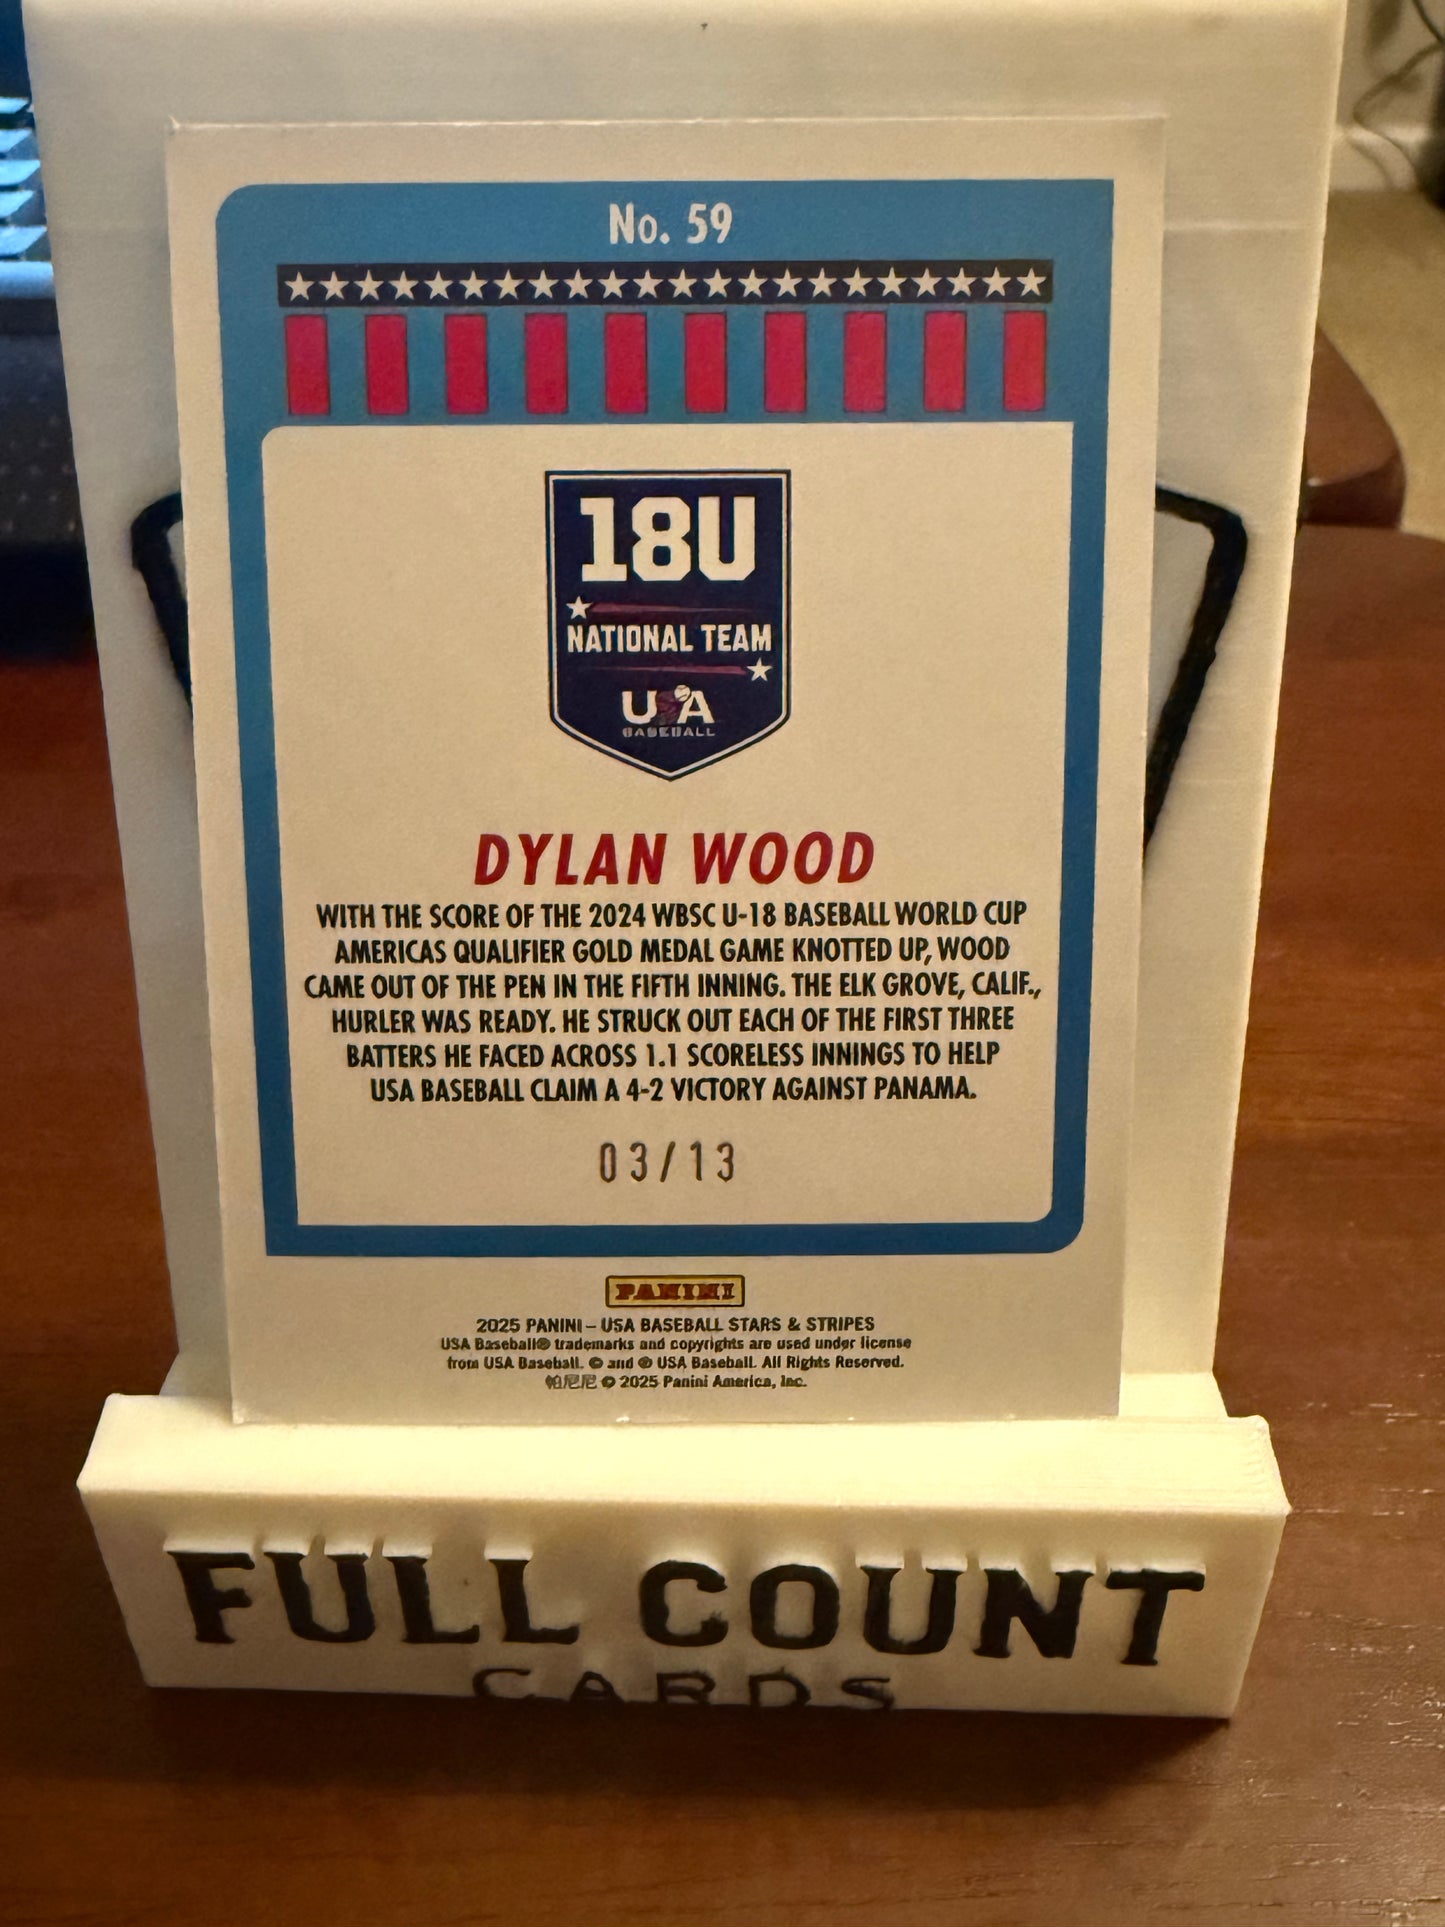 No. 59
18U
NATIONAL TEAM
USA
BASEBALL
DYLAN WOOD
WITH THE SCORE OF THE 2024 WBSC U-18 BASEBALL WORLD CUP
AMERICAS QUALIFIER GOLD MEDAL GAME KNOTTED UP, WOOD
CAME OUT OF THE PEN IN THE FIFTH INNING. THE ELK GROVE, CALIF.,
HURLER WAS READY. HE STRUCK OUT EACH OF THE FIRST THREE
BATTERS HE FACED ACROSS 1.1 SCORELESS INNINGS TO HELP
USA BASEBALL CLAIM A 4-2 VICTORY AGAINST PANAMA.
03/13
PANINI
2025 PANINI – USA BASEBALL STARS & STRIPES
USA Baseball® trademarks and copyrights are used under license
from USA Baseball. © and ® USA Baseball. All Rights Reserved.
帕尼尼 © 2025 Panini America, Inc.
FULL COUNT
CARDS